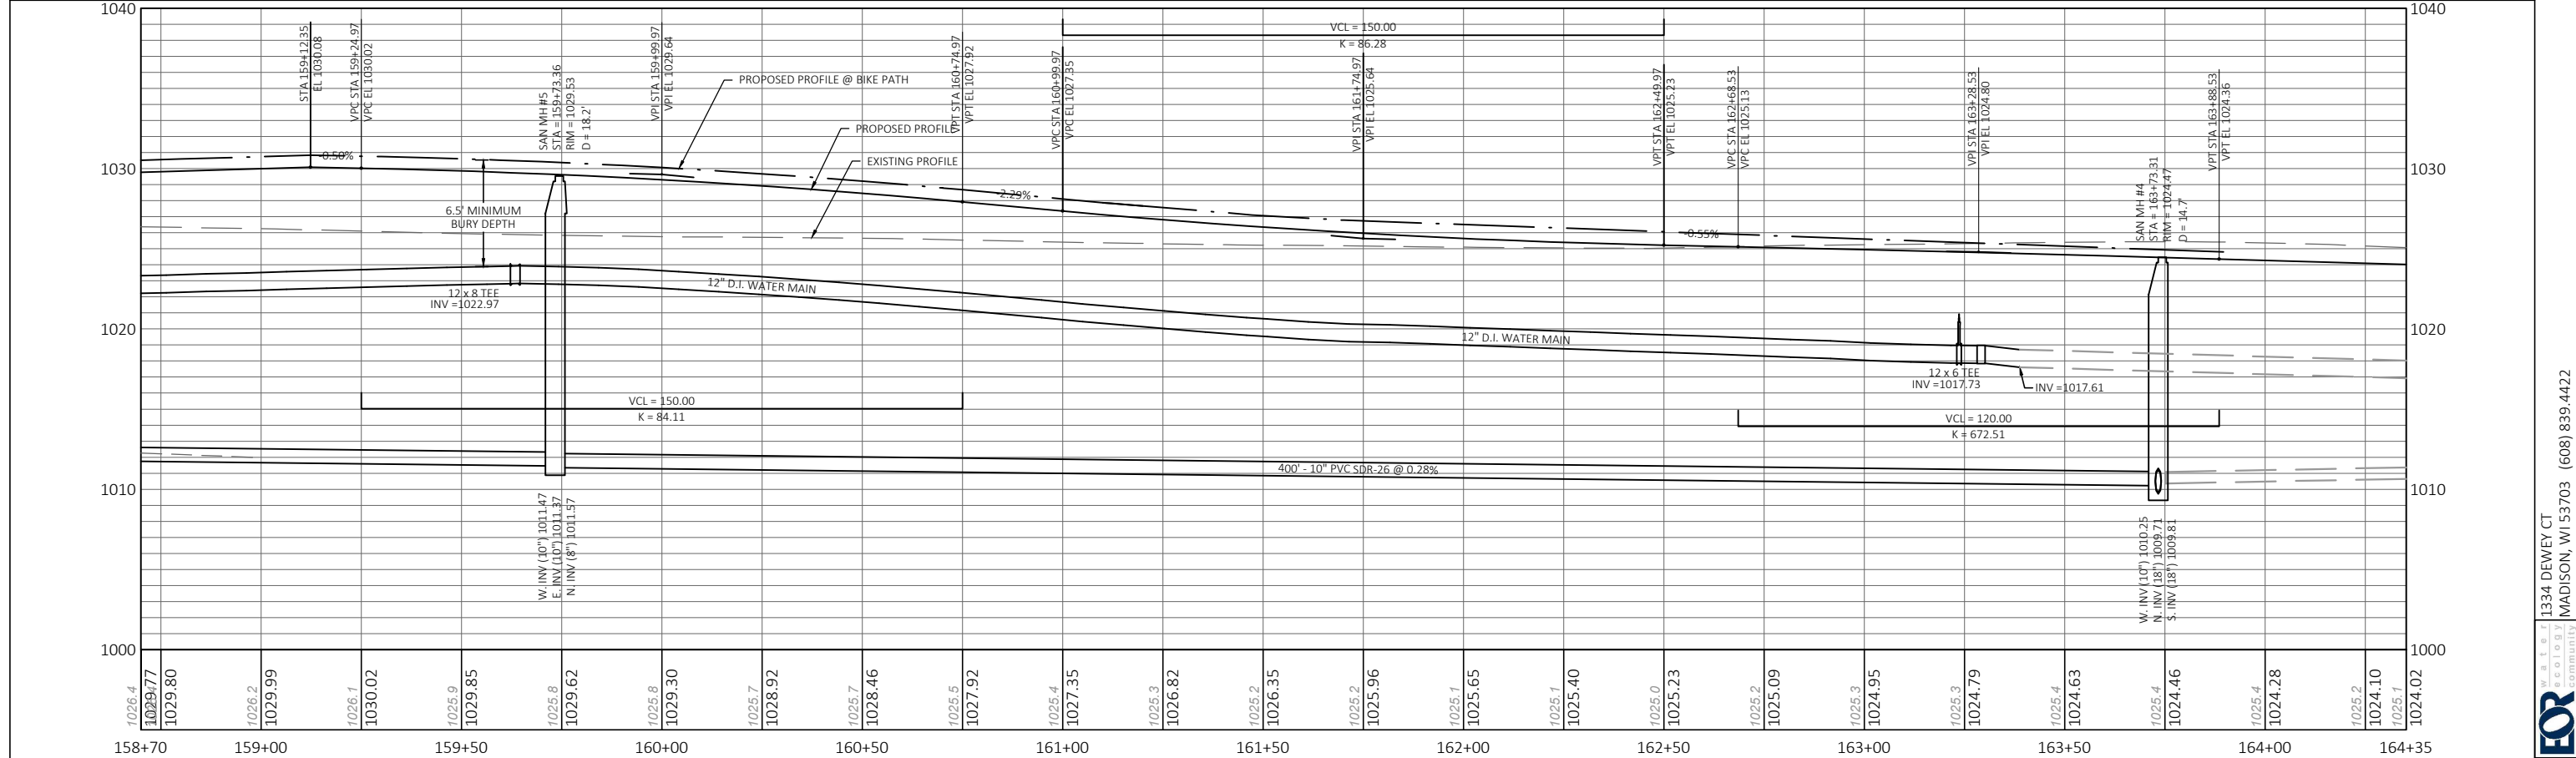 1040
1030
1020
1010
1000
1040
1030
1020
1010
1000
STA 159+12.35
EL 1030.08
VPC STA 159+24.97
VPC EL 1030.02
SAN MH #5
STA = 159+73.36
RIM = 1029.53
D = 18.2'
VPI STA 159+99.97
VPI EL 1029.64
PROPOSED PROFILE @ BIKE PATH
PROPOSED PROFILE
EXISTING PROFILE
VPT STA 160+74.97
VPT EL 1027.92
VPC STA 160+99.97
VPC EL 1027.35
VCL = 150.00
K = 86.28
VPI STA 161+74.97
VPI EL 1025.64
VPT STA 162+49.97
VPT EL 1025.23
VPC STA 162+68.53
VPC EL 1025.13
VPI STA 163+28.53
VPI EL 1024.80
SAN MH #4
STA = 163+73.31
RIM = 1024.47
D = 14.7'
VPT STA 163+88.53
VPT EL 1024.36
-0.50%
-2.29%
-0.55%
6.5' MINIMUM
BURY DEPTH
12 x 8 TEE
INV =1022.97
12" D.I. WATER MAIN
12" D.I. WATER MAIN
12 x 6 TEE
INV =1017.73
INV =1017.61
VCL = 150.00
K = 84.11
VCL = 120.00
K = 672.51
400' - 10" PVC SDR-26 @ 0.28%
W. INV (10") 1011.47
E. INV (10") 1011.37
N. INV (8") 1011.57
W. INV (10") 1010.25
N. INV (18") 1009.71
S. INV (18") 1009.81
1026.4
1029.77
1029.80
1026.2
1029.99
1026.1
1030.02
1025.9
1029.85
1025.8
1029.62
1025.8
1029.30
1025.7
1028.92
1025.7
1028.46
1025.5
1027.92
1025.4
1027.35
1025.3
1026.82
1025.2
1026.35
1025.2
1025.96
1025.1
1025.65
1025.1
1025.40
1025.0
1025.23
1025.2
1025.09
1025.3
1024.95
1025.3
1024.79
1025.4
1024.63
1025.4
1024.46
1025.4
1024.28
1025.2
1024.10
1025.1
1024.02
158+70
159+00
159+50
160+00
160+50
161+00
161+50
162+00
162+50
163+00
163+50
164+00
164+35
1334 DEWEY CT
MADISON, WI 53703 (608) 839.4422
EOR
water
ecology
community